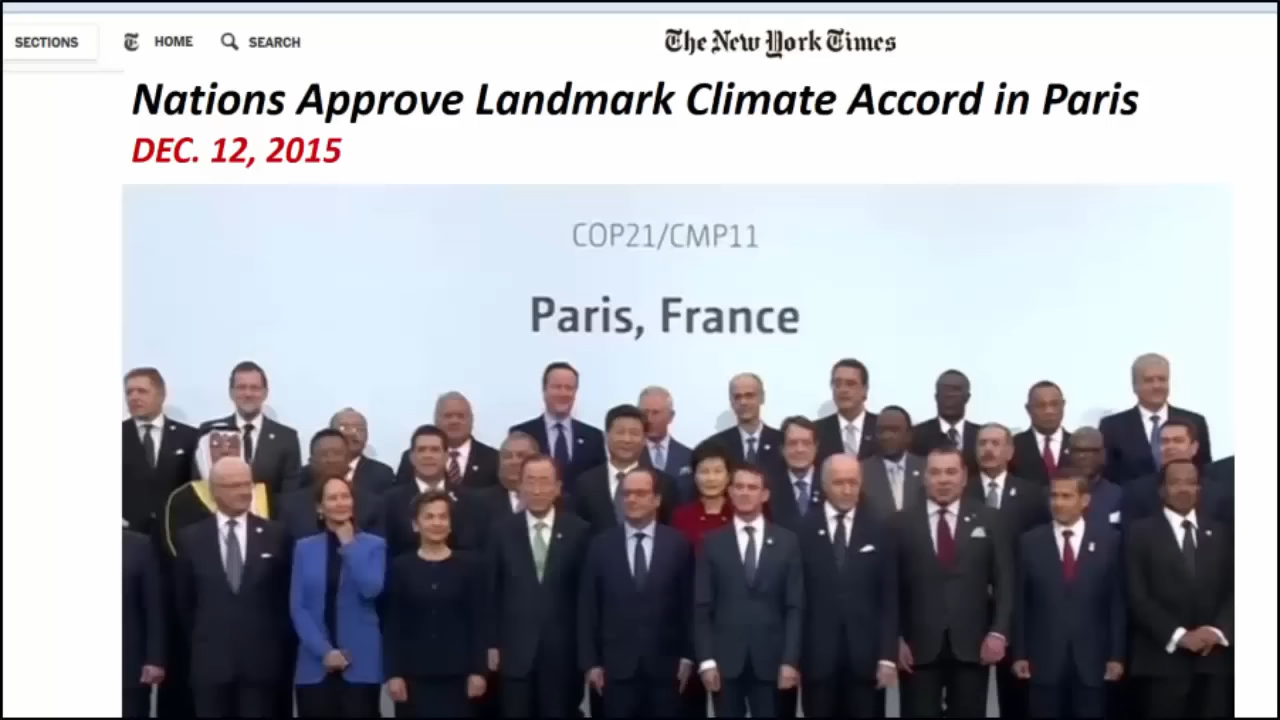 SECTIONS
HOME
SEARCH
The New York Times
Nations Approve Landmark Climate Accord in Paris
DEC. 12, 2015
COP21/CMP11
Paris, France